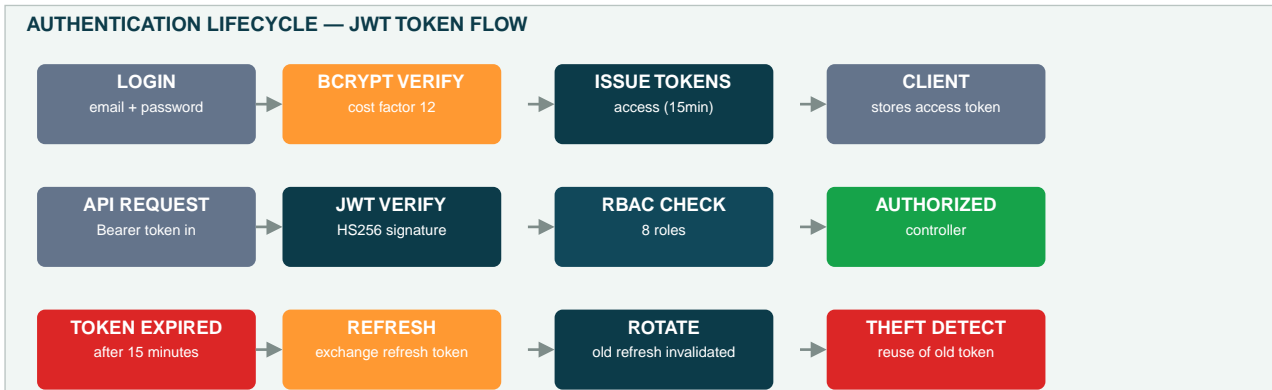 AUTHENTICATION LIFECYCLE — JWT TOKEN FLOW
LOGIN
email + password
BCRYPT VERIFY
cost factor 12
ISSUE TOKENS
access (15min)
CLIENT
stores access token
API REQUEST
Bearer token in
JWT VERIFY
HS256 signature
RBAC CHECK
8 roles
AUTHORIZED
controller
TOKEN EXPIRED
after 15 minutes
REFRESH
exchange refresh token
ROTATE
old refresh invalidated
THEFT DETECT
reuse of old token